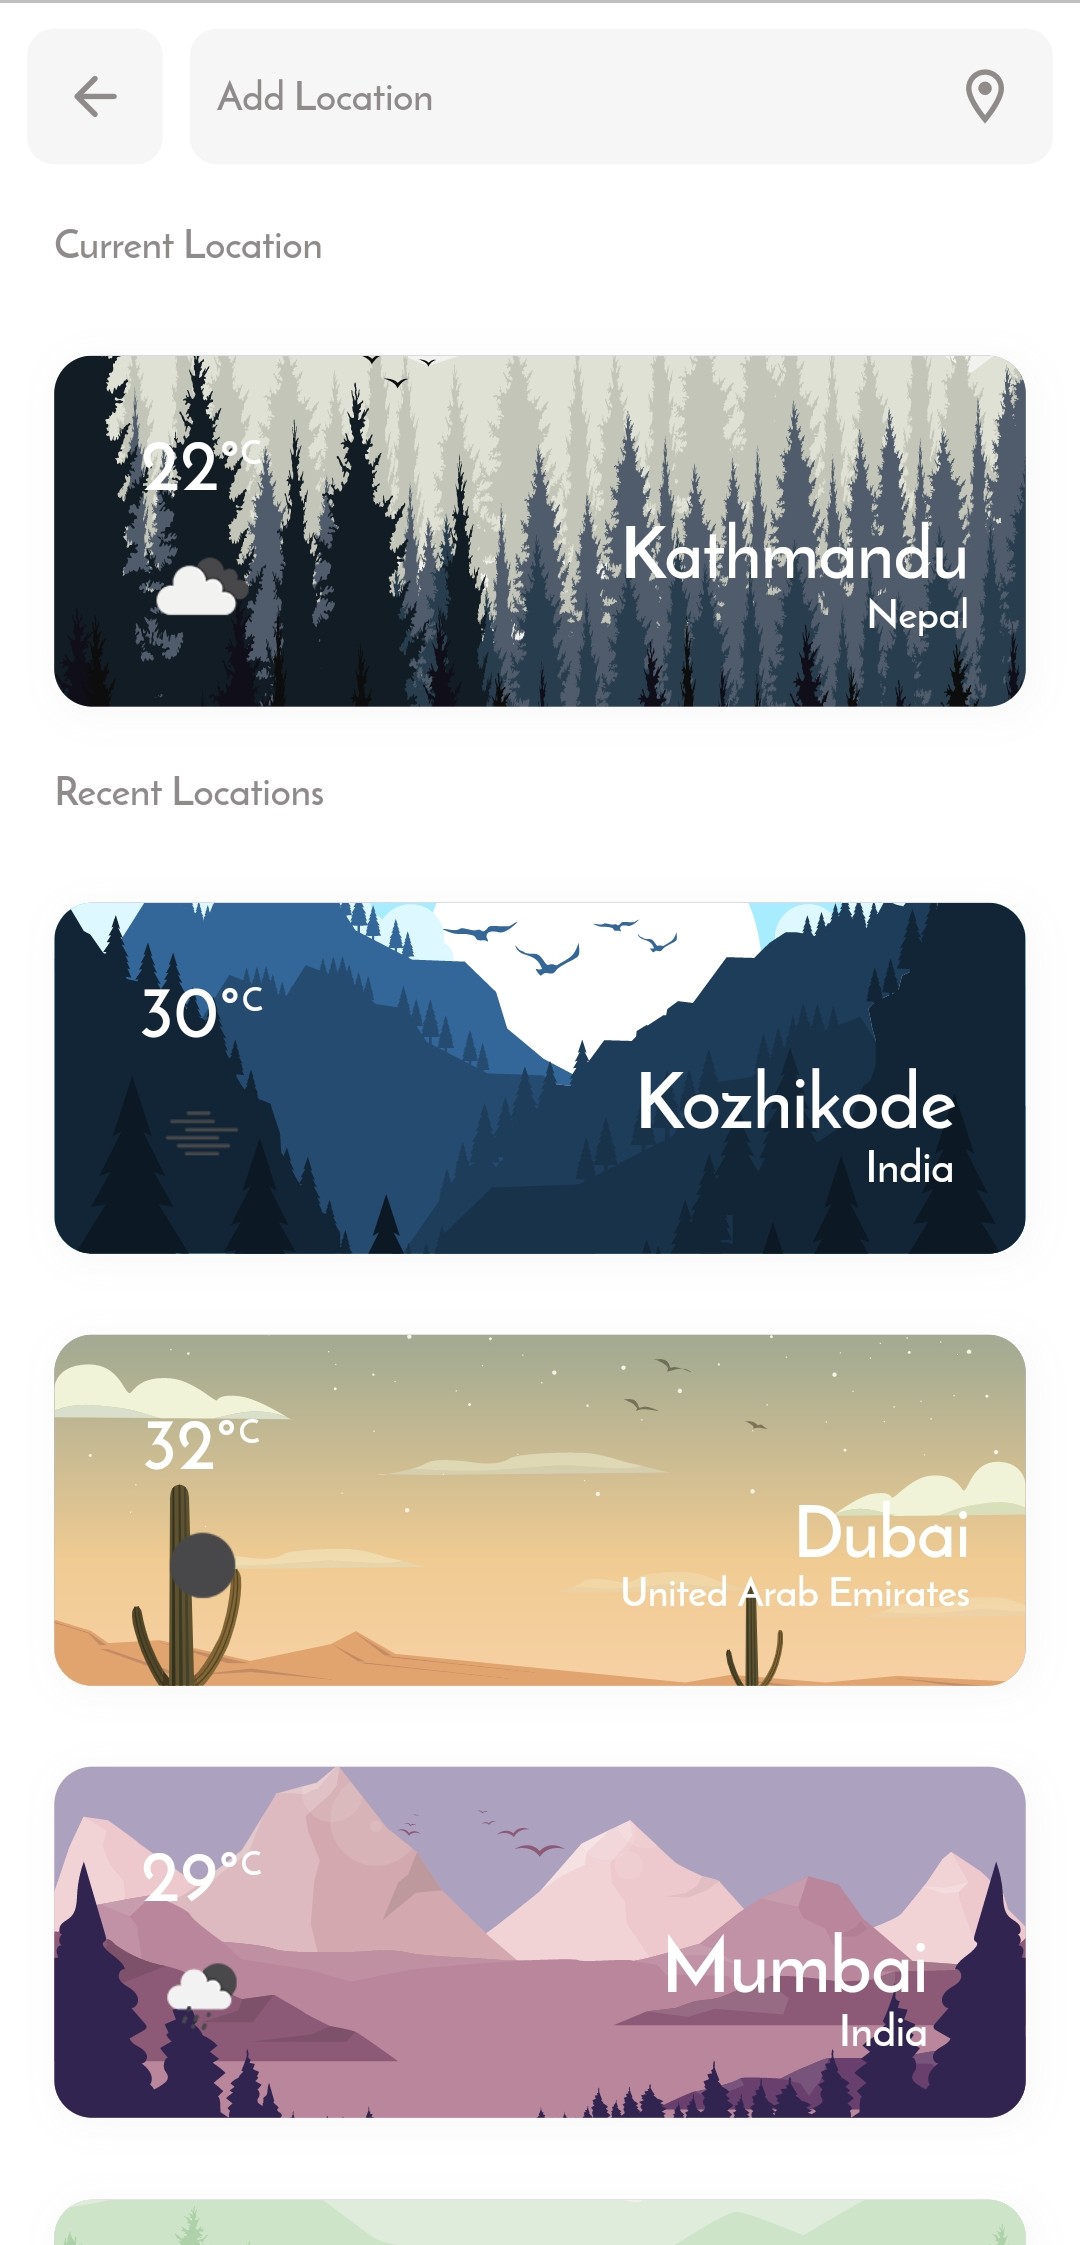 Add Location
Current Location
22°C
Kathmandu
Nepal
Recent Locations
30°C
Kozhikode
India
32°C
Dubai
United Arab Emirates
29°C
Mumbai
India